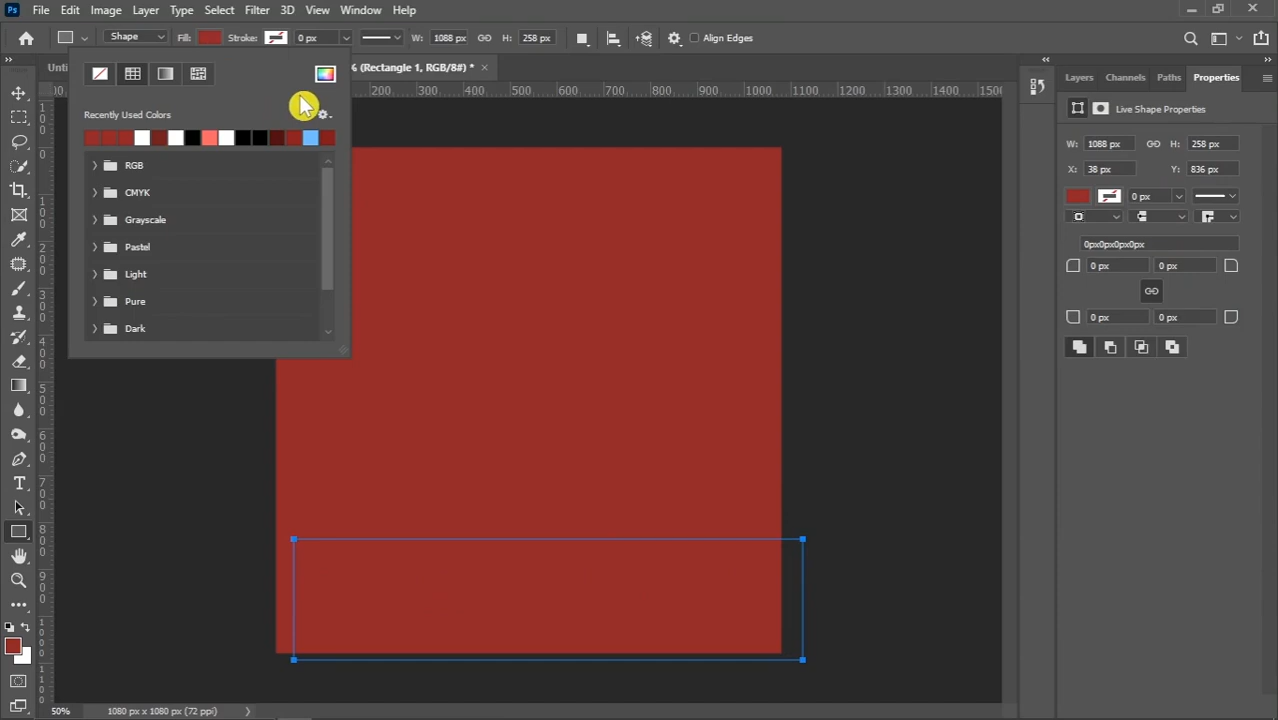 Ps File Edit Image Layer Type Select Filter 3D View Window Help
Shape Fill: Stroke: 0 px W: 1088 px H: 258 px Align Edges
Unti % (Rectangle 1, RGB/8#) * ×
Layers Channels Paths Properties
200 300 400 500 600 700 800 900 1000 1100 1200 1300 1400 1500
Live Shape Properties
Recently Used Colors
W: 1088 px H: 258 px
X: 38 px Y: 836 px
RGB
0 px
CMYK
Grayscale
0px0px0px0px
Pastel
0 px 0 px
Light
Pure
0 px 0 px
Dark
T
50% 1080 px x 1080 px (72 ppi)